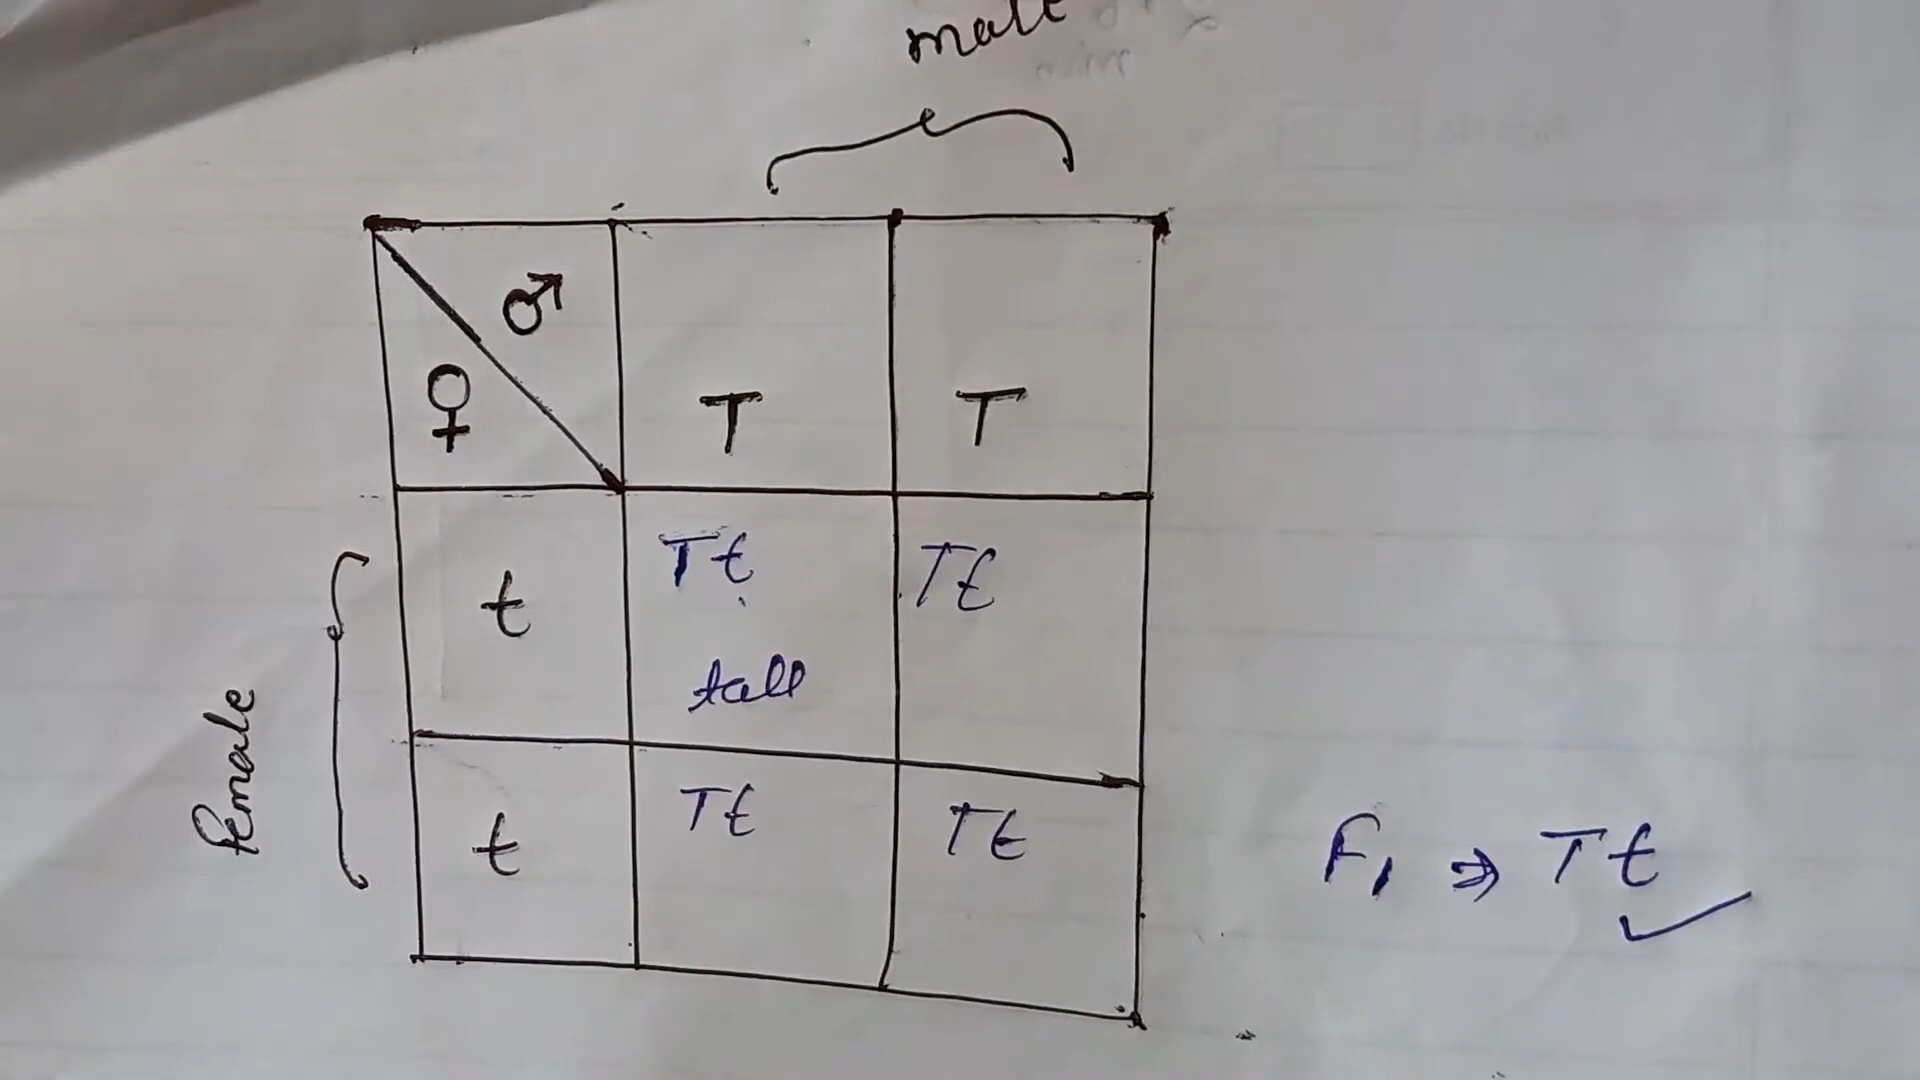 male
♂
♀
T T
t Tt Tt
tall
t Tt Tt
Female
F₁ ⇒ Tt ✓